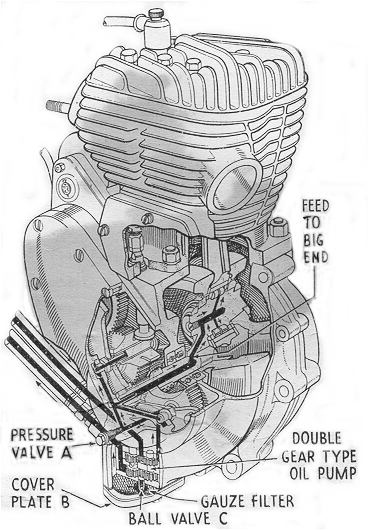 FEED
TO
BIG
END
PRESSURE
VALVE A
DOUBLE
GEAR TYPE
OIL PUMP
COVER
PLATE B
GAUZE FILTER
BALL VALVE C